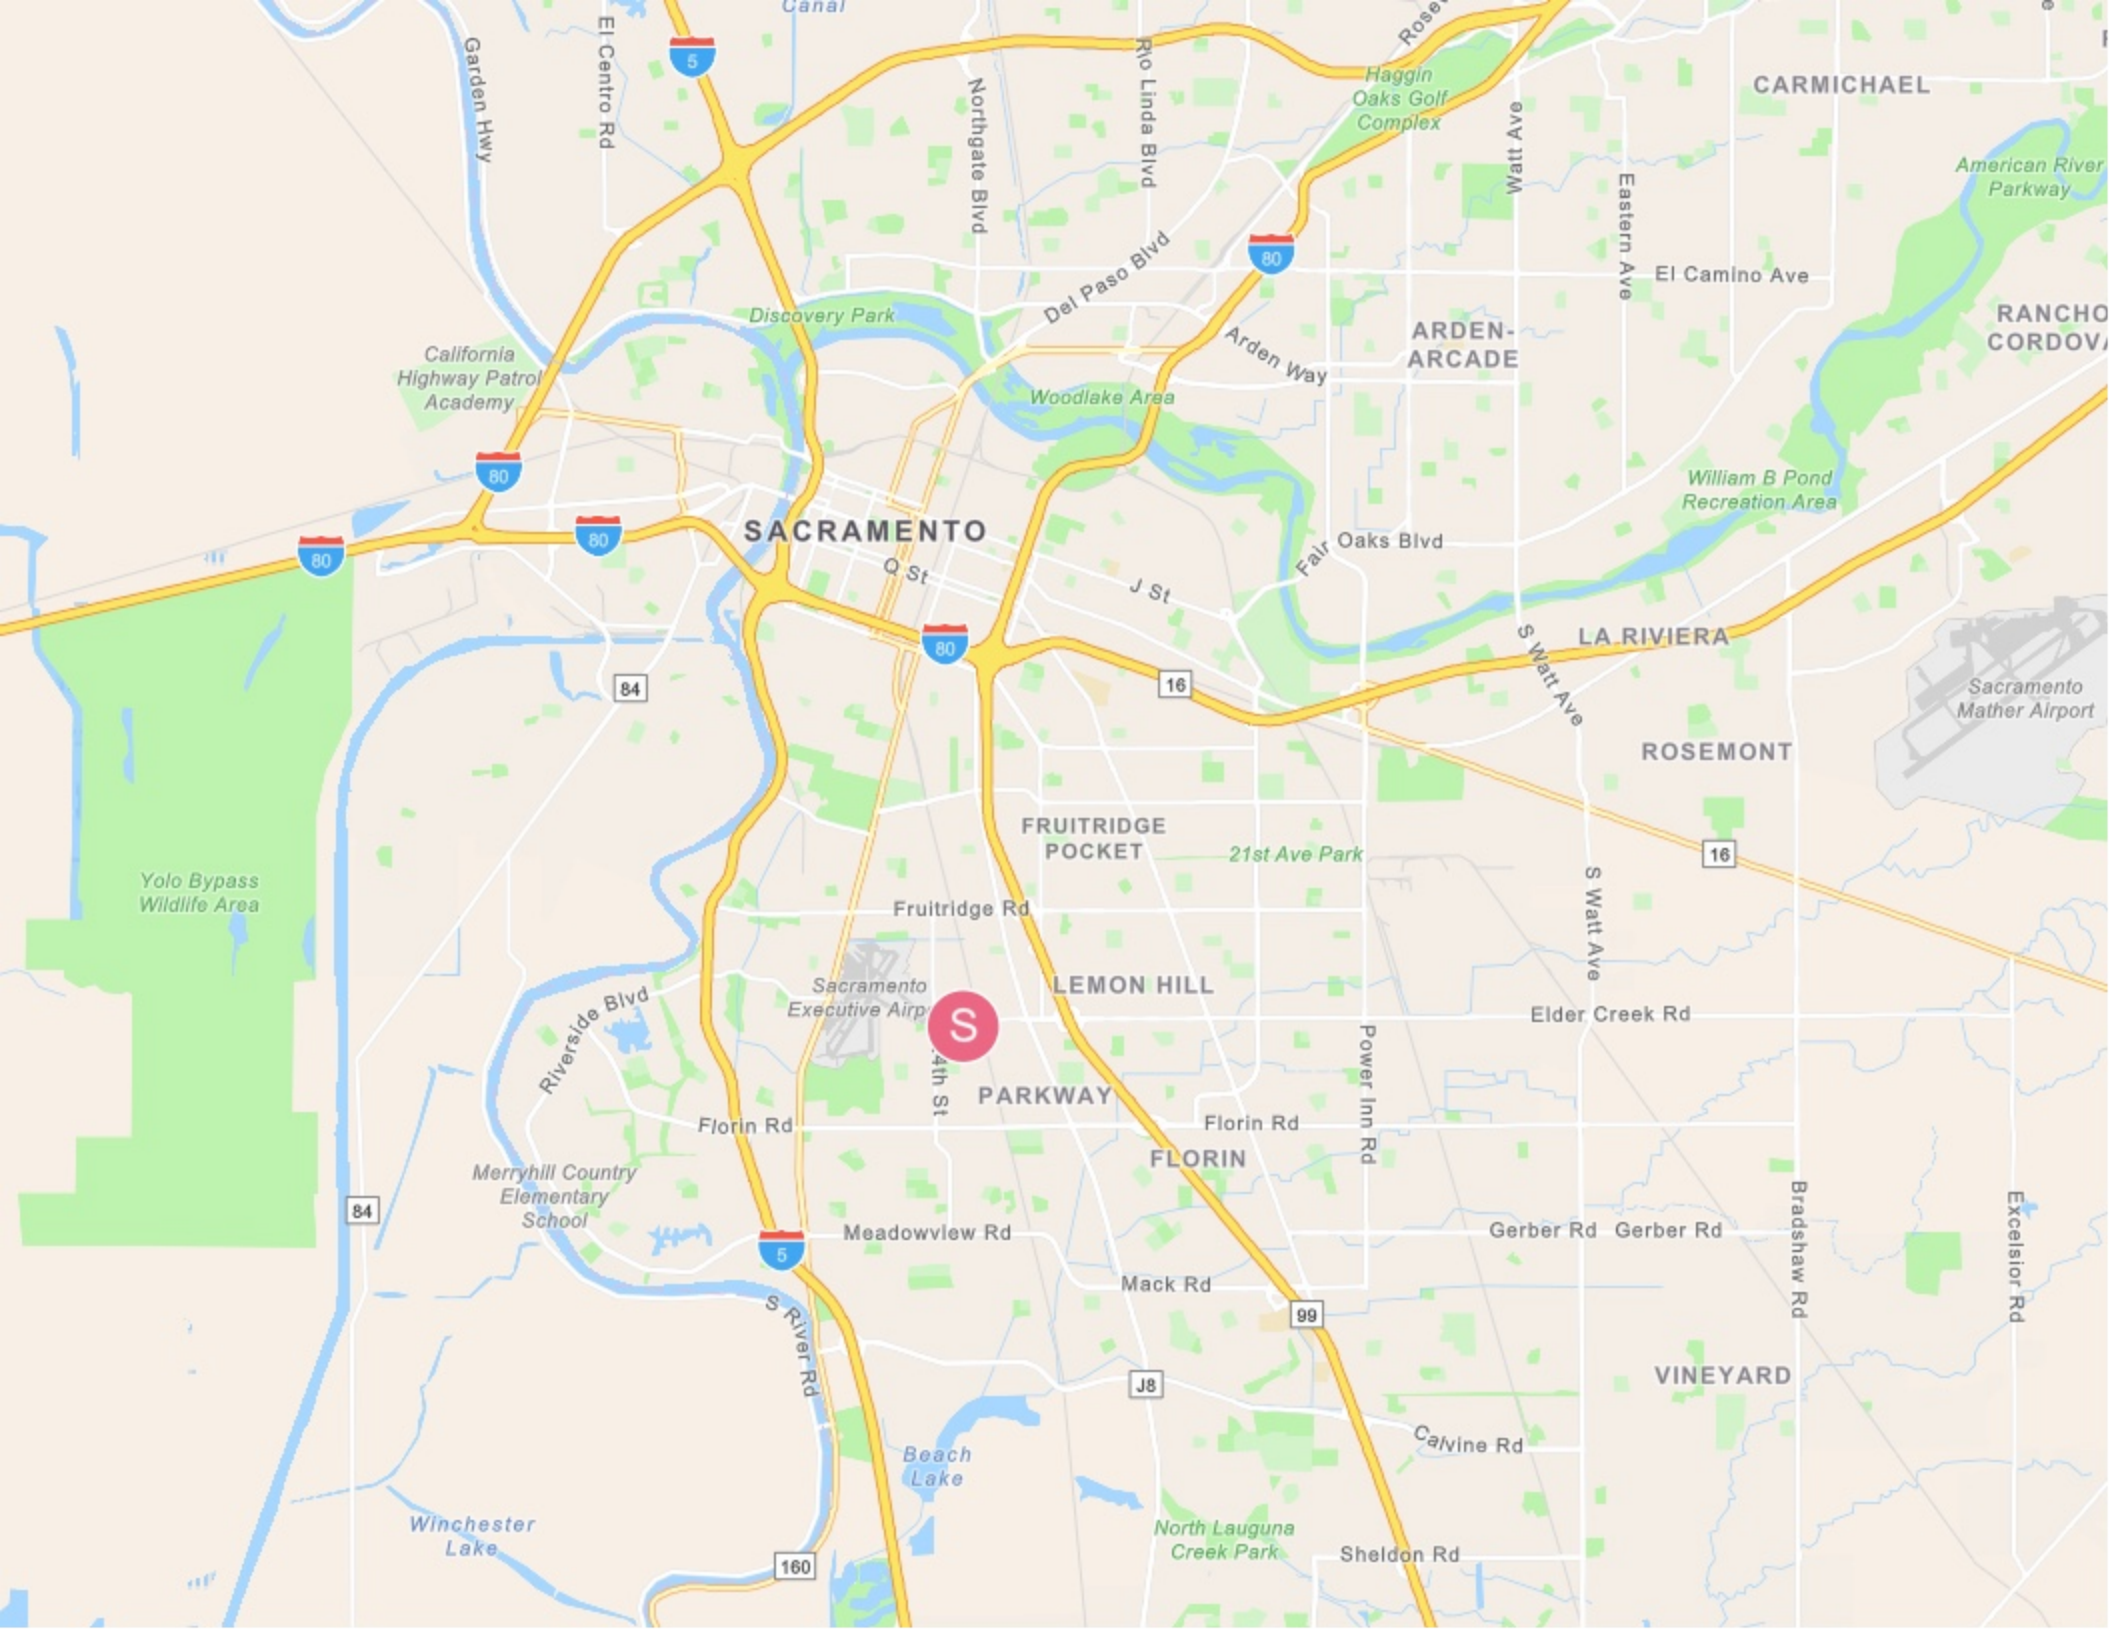 Canal
Garden Hwy
El Centro Rd
5
Northgate Blvd
Rio Linda Blvd
Haggin
Oaks Golf
Complex
Watt Ave
CARMICHAEL
American River
Parkway
Eastern Ave
El Camino Ave
80
Del Paso Blvd
Discovery Park
Arden Way
ARDEN-
ARCADE
RANCHO
California
Highway Patrol
Academy
Woodlake Area
80
80
80
William B Pond
Recreation Area
SACRAMENTO
Q St
J St
Fair Oaks Blvd
80
16
S Watt Ave
LA RIVIERA
84
Sacramento
Mather Airport
ROSEMONT
FRUITRIDGE
POCKET
21st Ave Park
16
Yolo Bypass
Wildlife Area
S Watt Ave
Fruitridge Rd
Sacramento
Executive
LEMON HILL
S
Riverside Blvd
Elder Creek Rd
4th St
PARKWAY
Power Inn Rd
Florin Rd
Florin Rd
FLORIN
Merryhill Country
Elementary
School
84
Bradshaw Rd
Excelsior Rd
Meadowview Rd
Gerber Rd
Gerber Rd
5
Mack Rd
99
S River Rd
J8
VINEYARD
Calvine Rd
Beach
Lake
Winchester
Lake
North Lauguna
Creek Park
Sheldon Rd
160